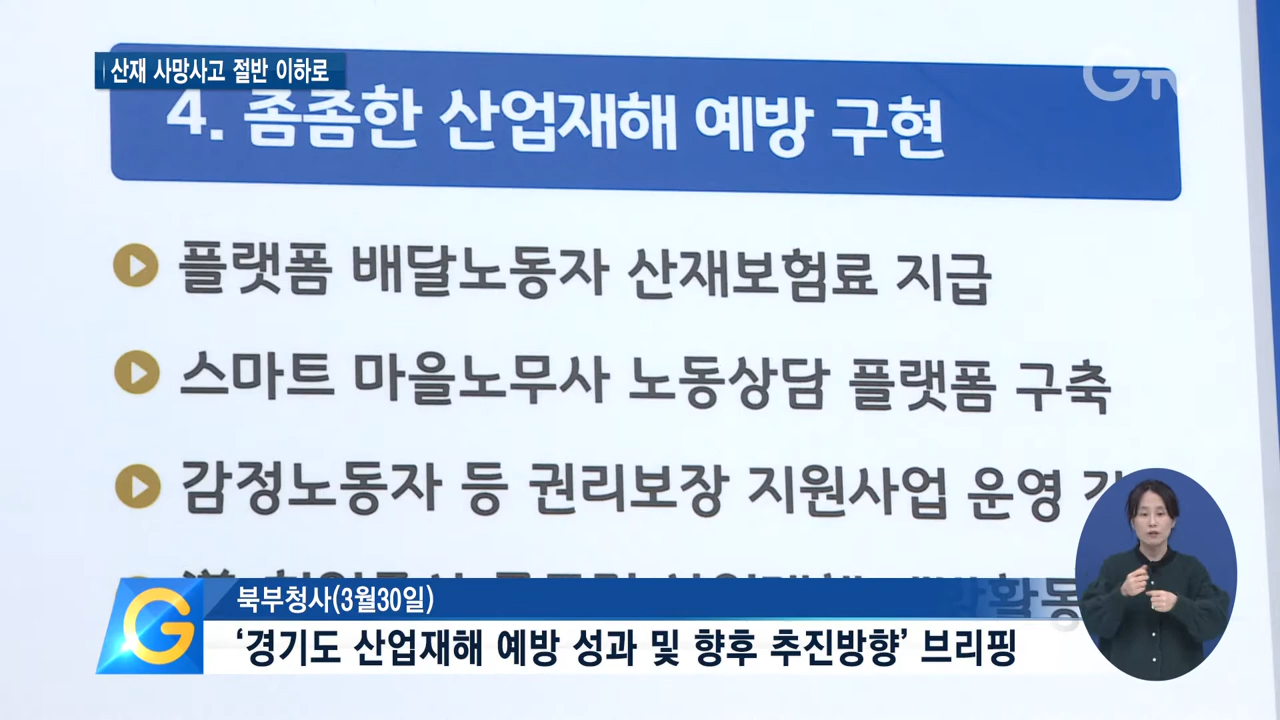 산재 사망사고 절반 이하로
GTV
4. 촘촘한 산업재해 예방 구현
플랫폼 배달노동자 산재보험료 지급
스마트 마을노무사 노동상담 플랫폼 구축
감정노동자 등 권리보장 지원사업 운영
G
북부청사(3월30일)
‘경기도 산업재해 예방 성과 및 향후 추진방향’ 브리핑